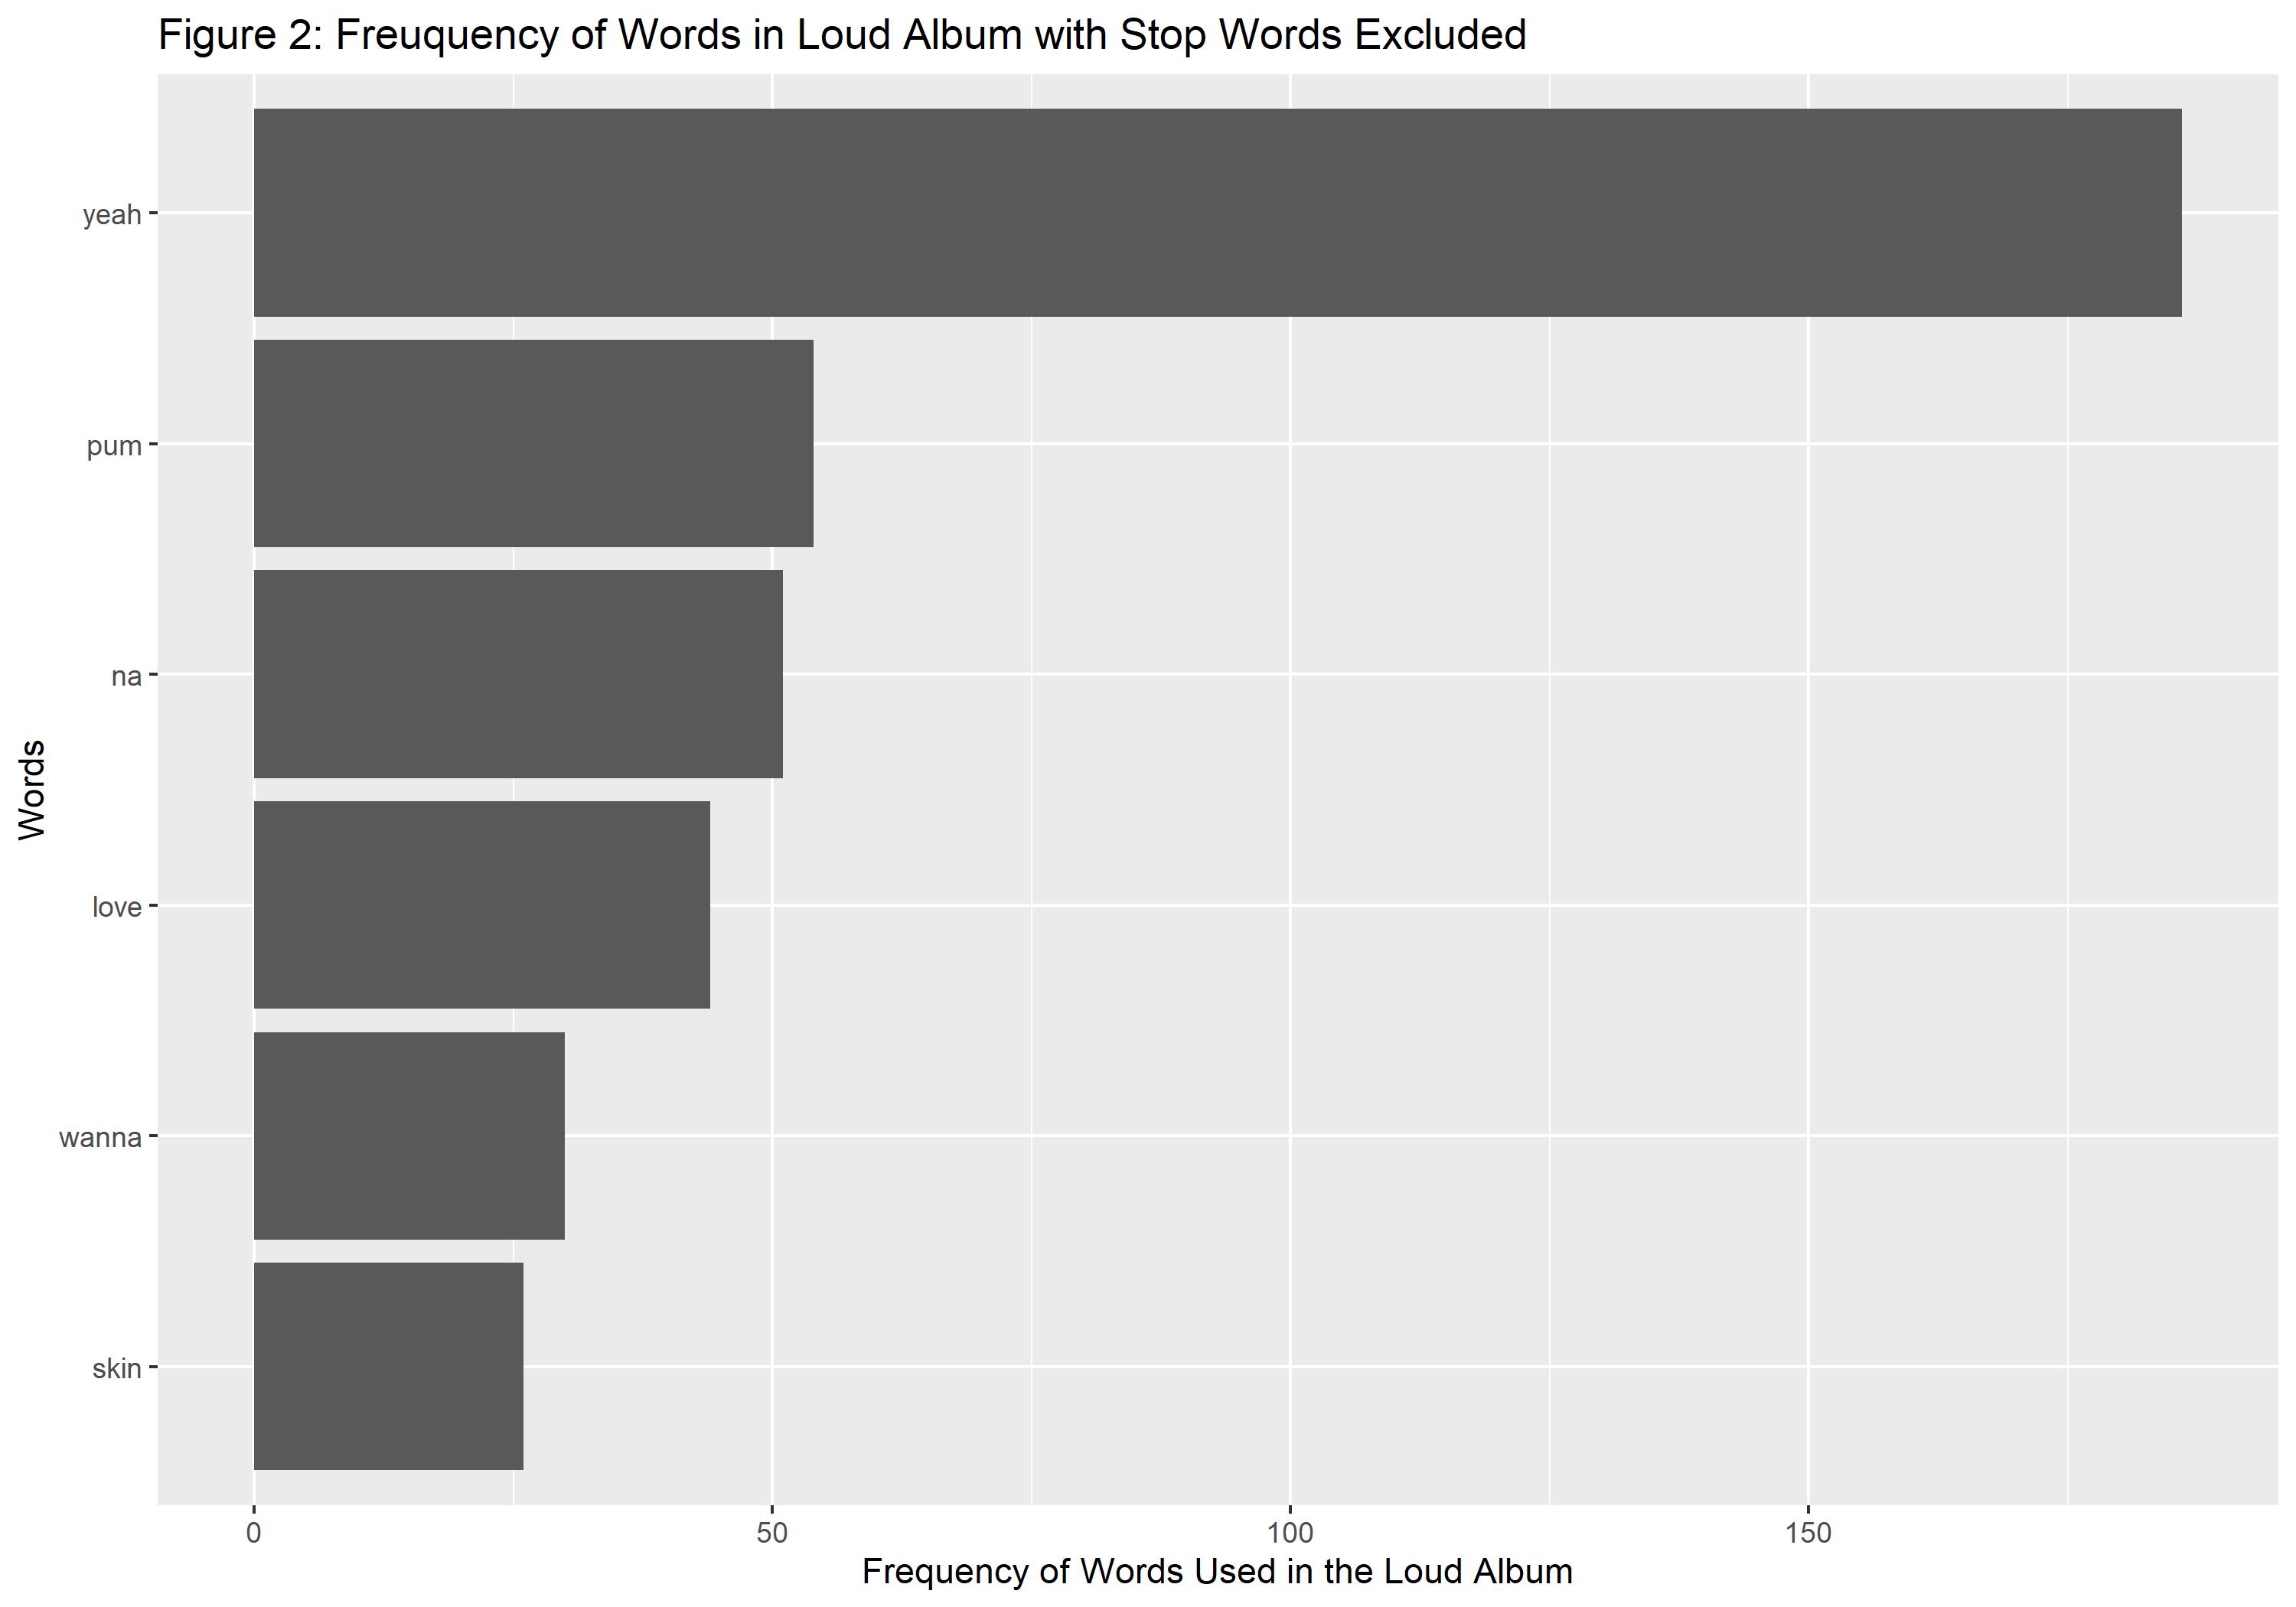 Figure 2: Freuquency of Words in Loud Album with Stop Words Excluded
Words
yeah
pum
na
love
wanna
skin
0 50 100 150
Frequency of Words Used in the Loud Album